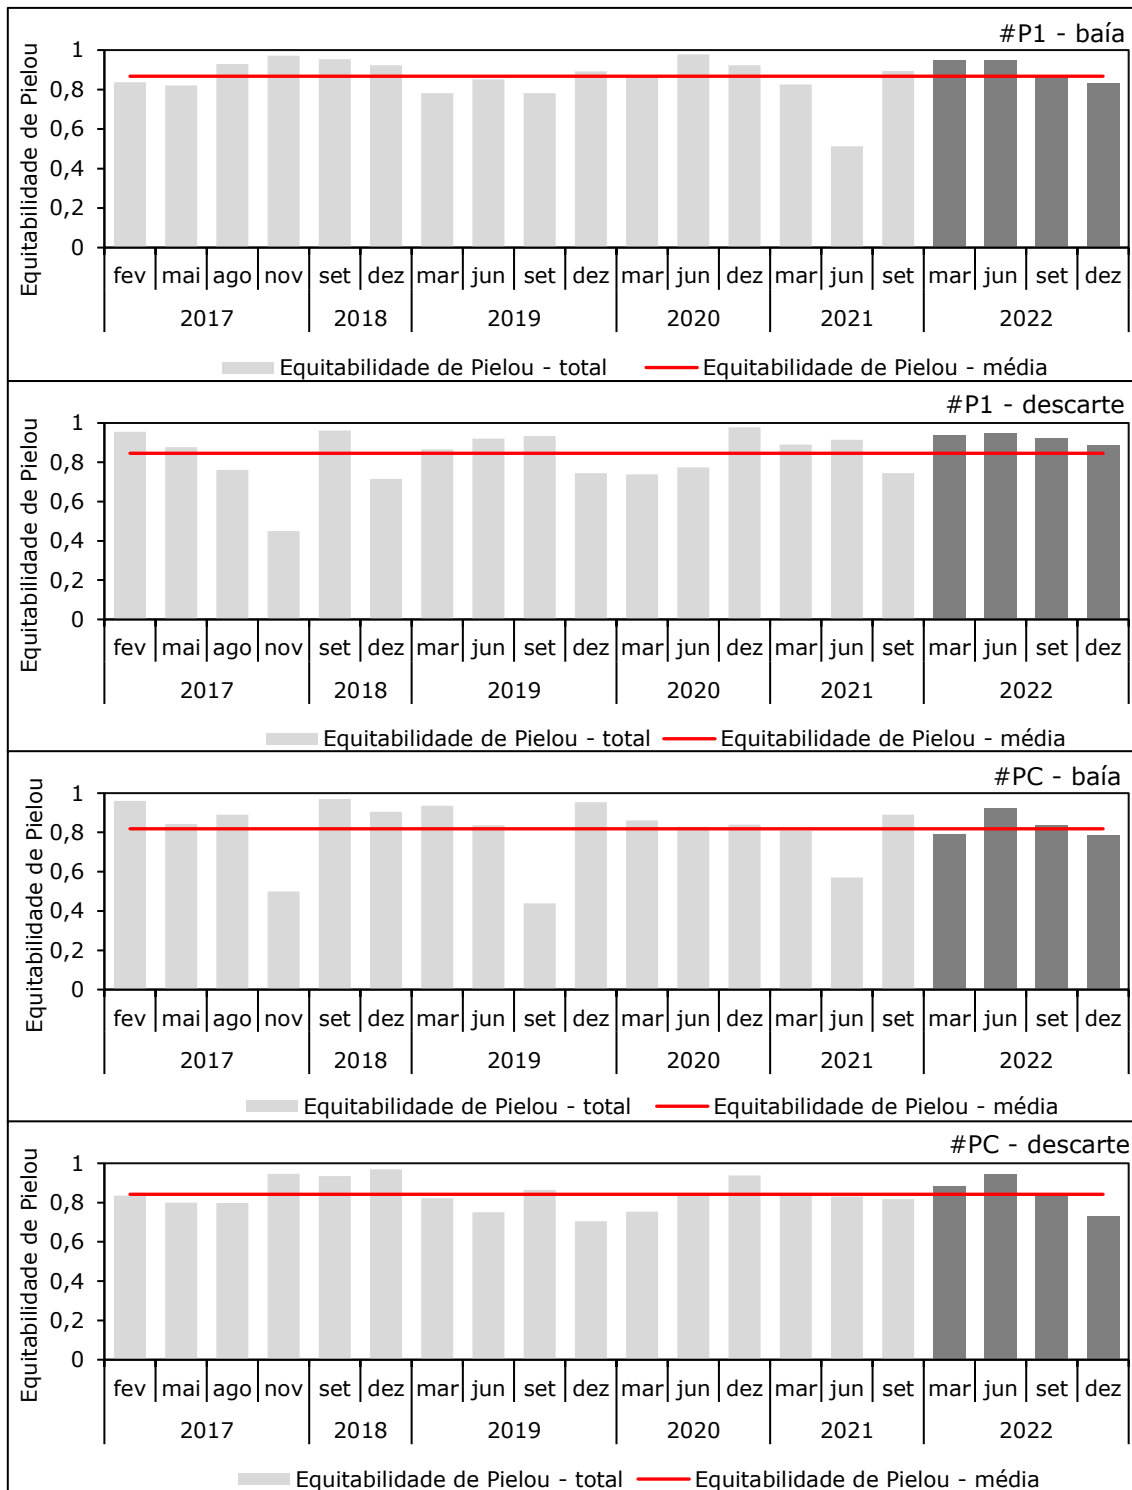 #P1 - baía
Equitabilidade de Pielou
1
0,8
0,6
0,4
0,2
0
fev mai ago nov set dez mar jun set dez mar jun dez mar jun set mar jun set dez
2017 2018 2019 2020 2021 2022
Equitabilidade de Pielou - total Equitabilidade de Pielou - média
#P1 - descarte
Equitabilidade de Pielou
1
0,8
0,6
0,4
0,2
0
fev mai ago nov set dez mar jun set dez mar jun dez mar jun set mar jun set dez
2017 2018 2019 2020 2021 2022
Equitabilidade de Pielou - total Equitabilidade de Pielou - média
#PC - baía
Equitabilidade de Pielou
1
0,8
0,6
0,4
0,2
0
fev mai ago nov set dez mar jun set dez mar jun dez mar jun set mar jun set dez
2017 2018 2019 2020 2021 2022
Equitabilidade de Pielou - total Equitabilidade de Pielou - média
#PC - descarte
Equitabilidade de Pielou
1
0,8
0,6
0,4
0,2
0
fev mai ago nov set dez mar jun set dez mar jun dez mar jun set mar jun set dez
2017 2018 2019 2020 2021 2022
Equitabilidade de Pielou - total Equitabilidade de Pielou - média